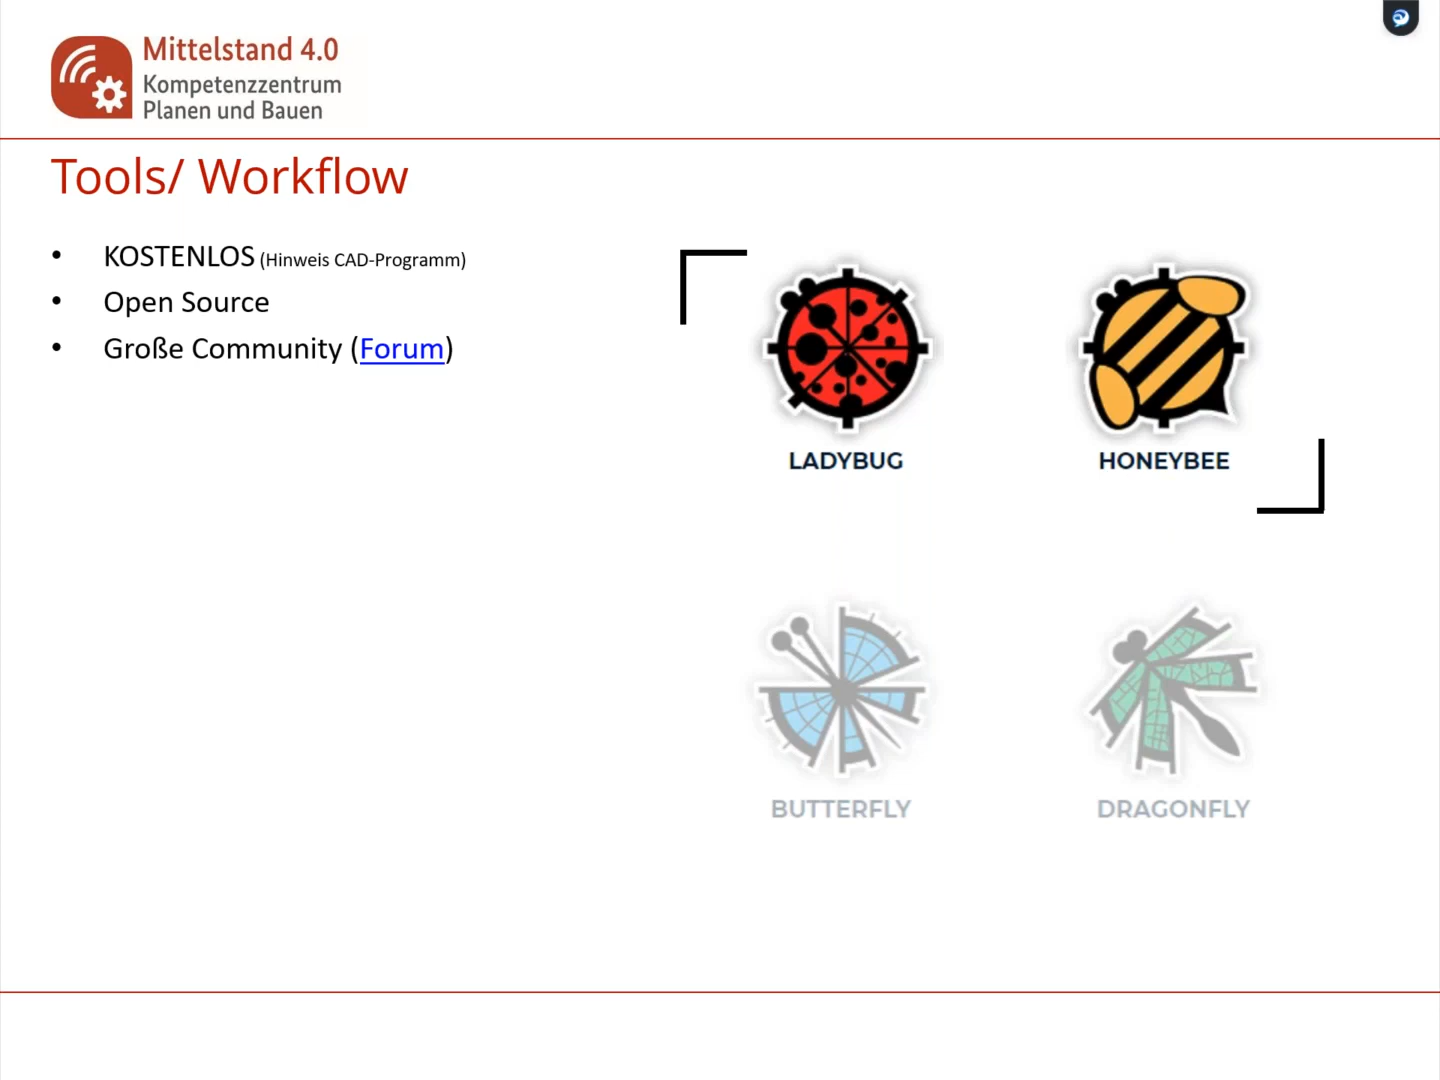 Mittelstand 4.0
Kompetenzzentrum
Planen und Bauen
Tools/ Workflow
• KOSTENLOS (Hinweis CAD-Programm)
• Open Source
• Große Community (Forum)
LADYBUG
HONEYBEE
BUTTERFLY
DRAGONFLY